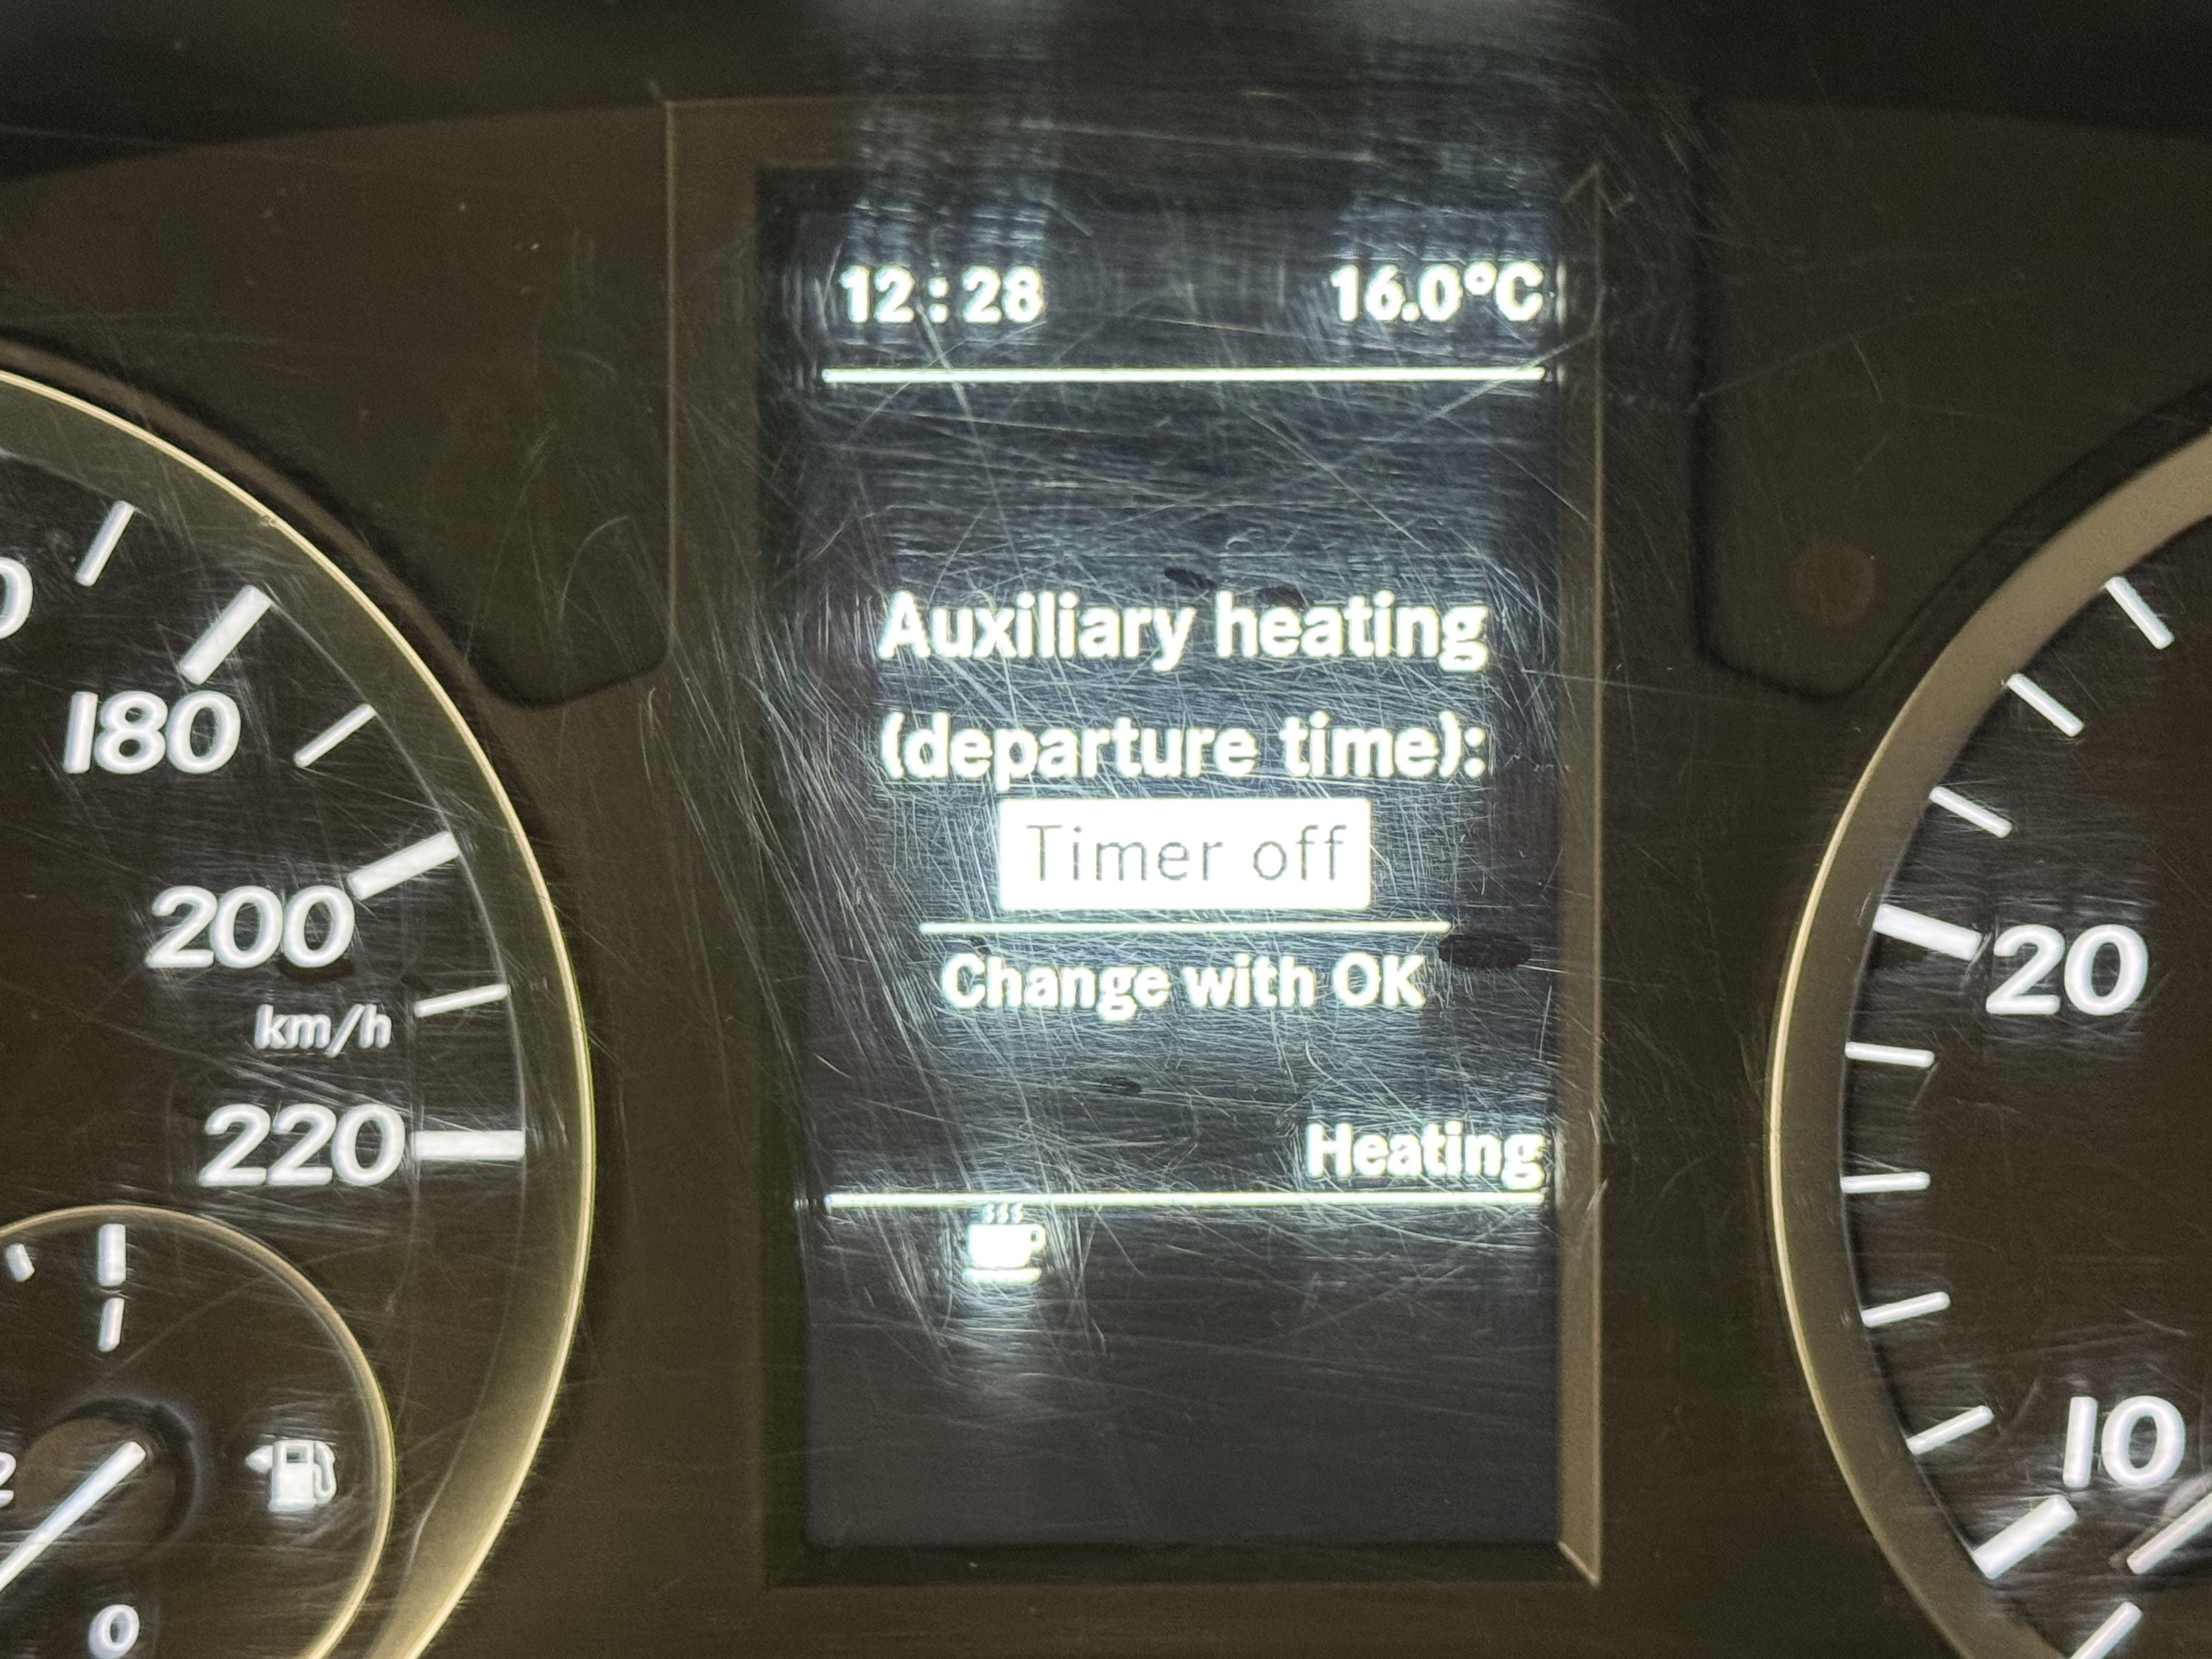 12:28 16.0°C
Auxiliary heating
(departure time):
Timer off
Change with OK
Heating
180
200
km/h
220
0
20
10